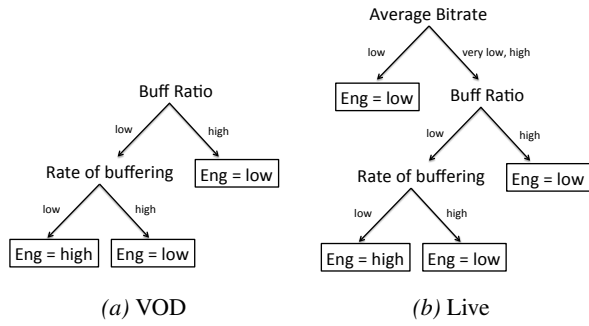 Buff Ratio
low
high
Rate of buffering
Eng = low
low
high
Eng = high
Eng = low
(a) VOD
Average Bitrate
low
very low, high
Eng = low
Buff Ratio
low
high
Rate of buffering
Eng = low
low
high
Eng = high
Eng = low
(b) Live